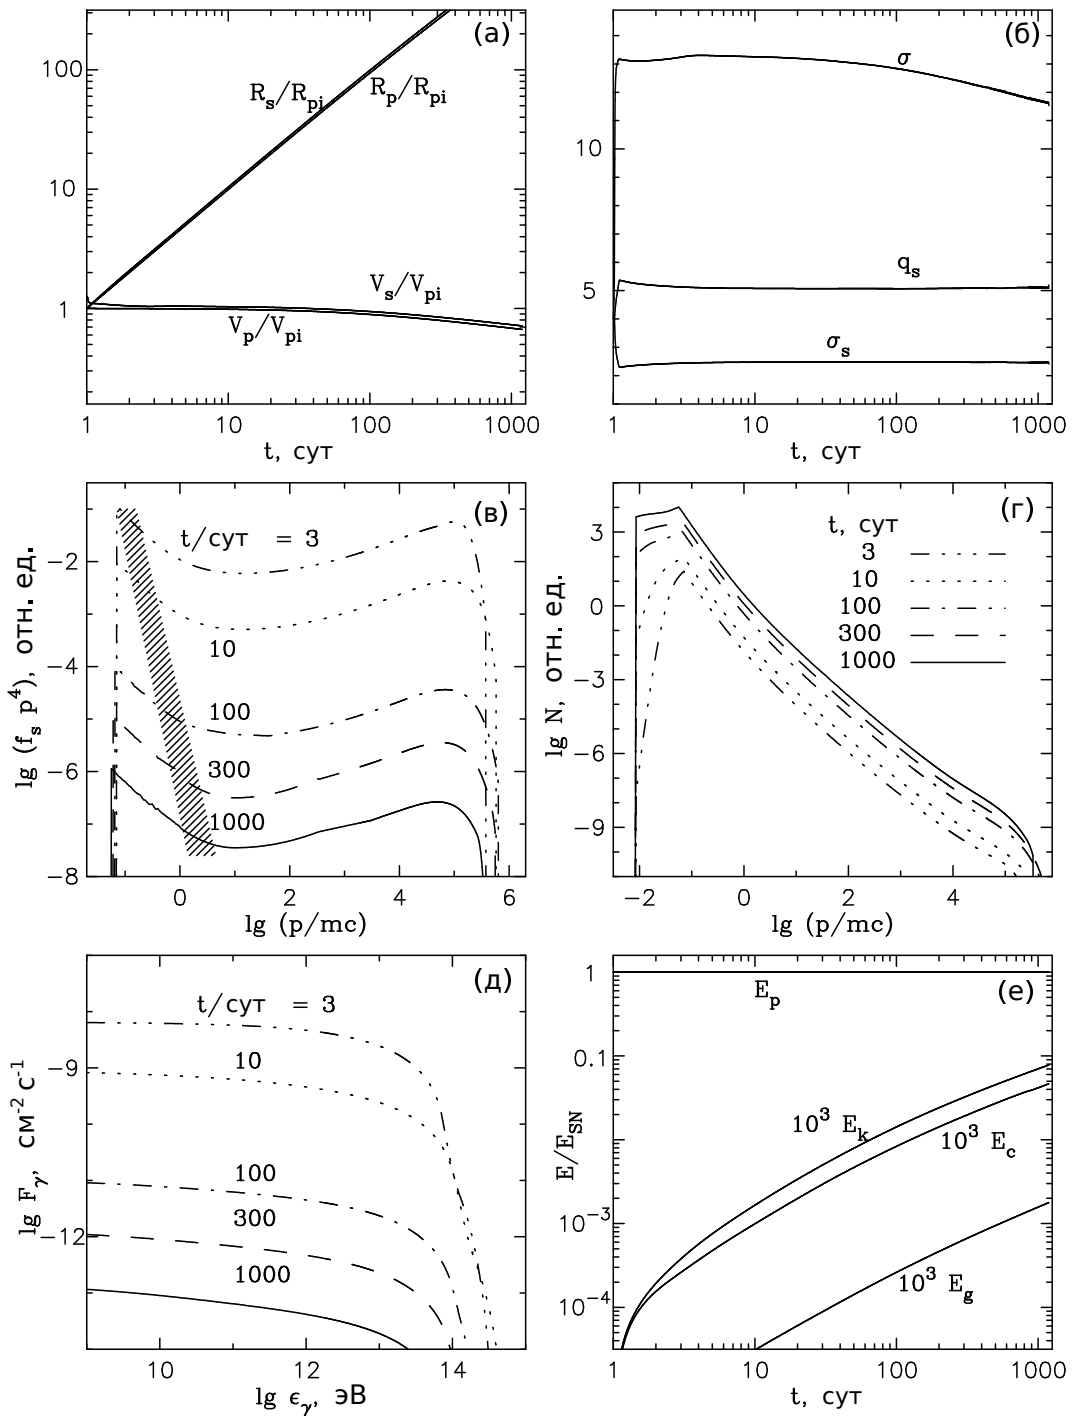 (а)
100
10
1
R_s/R_pi
R_p/R_pi
V_s/V_pi
V_p/V_pi
1 10 100 1000
t, сут
(б)
10
5
σ
q_s
σ_s
1 10 100 1000
t, сут
(в)
t/сут = 3
10
100
300
1000
−2
−4
−6
−8
lg (f_s p^4), отн. ед.
0 2 4 6
lg (p/mc)
(г)
t, сут
3
10
100
300
1000
3
0
−3
−6
−9
lg N, отн. ед.
−2 0 2 4
lg (p/mc)
(д)
t/сут = 3
10
100
300
1000
−9
−12
lg F_γ, см^-2 с^-1
10 12 14
lg ϵ_γ, эВ
(е)
1
0.1
10^−3
10^−4
E_p
10^3 E_k
10^3 E_c
10^3 E_g
E/E_SN
1 10 100 1000
t, сут